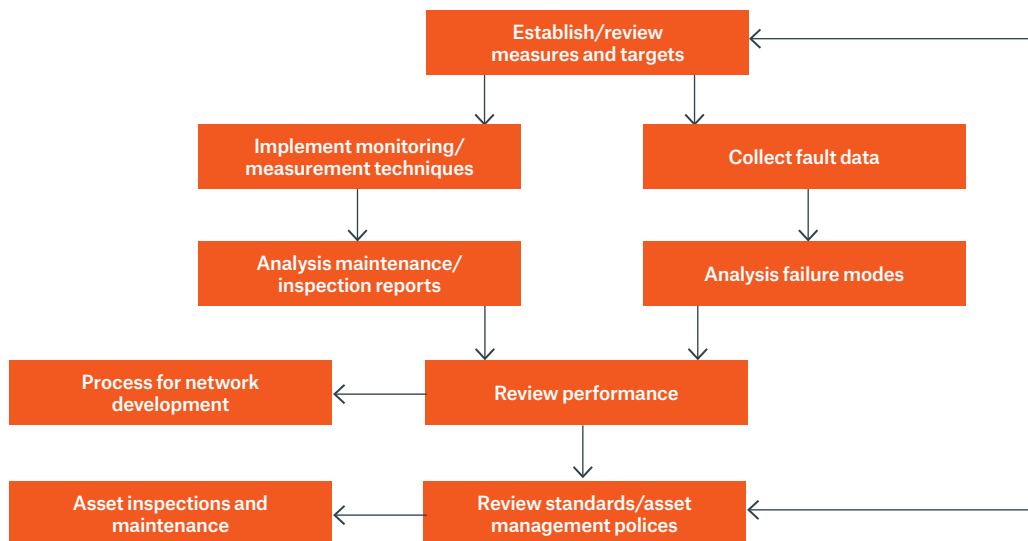 Establish/review
measures and targets
Implement monitoring/
measurement techniques
Collect fault data
Analysis maintenance/
inspection reports
Analysis failure modes
Process for network
development
Review performance
Asset inspections and
maintenance
Review standards/asset
management polices